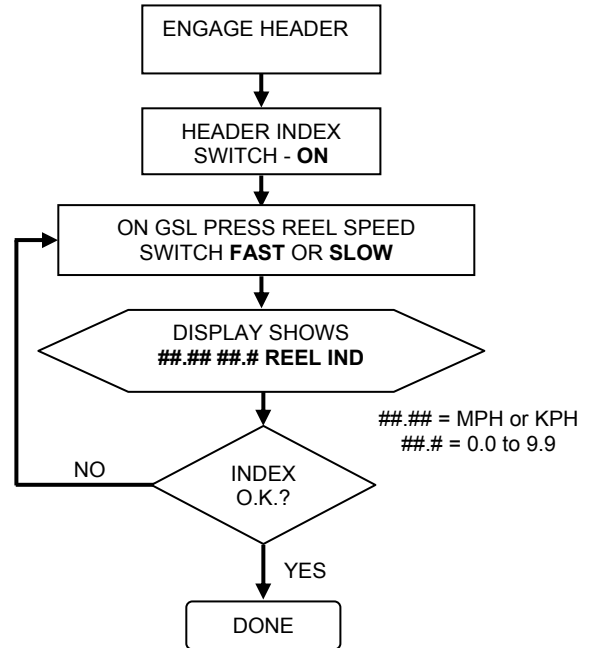 ENGAGE HEADER
HEADER INDEX
SWITCH - ON
ON GSL PRESS REEL SPEED
SWITCH FAST OR SLOW
DISPLAY SHOWS
##.## ##.# REEL IND
##.## = MPH or KPH
##.# = 0.0 to 9.9
NO
INDEX
O.K.?
YES
DONE